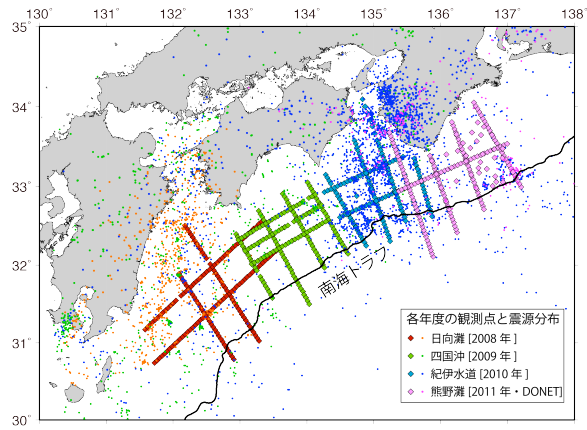 130° 131° 132° 133° 134° 135° 136° 137° 138°
35°
34°
33°
32°
31°
30°
南海トラフ
各年度の観測点と震源分布
日向灘 [2008 年 ]
四国沖 [2009 年 ]
紀伊水道 [2010 年 ]
熊野灘 [2011 年・DONET]